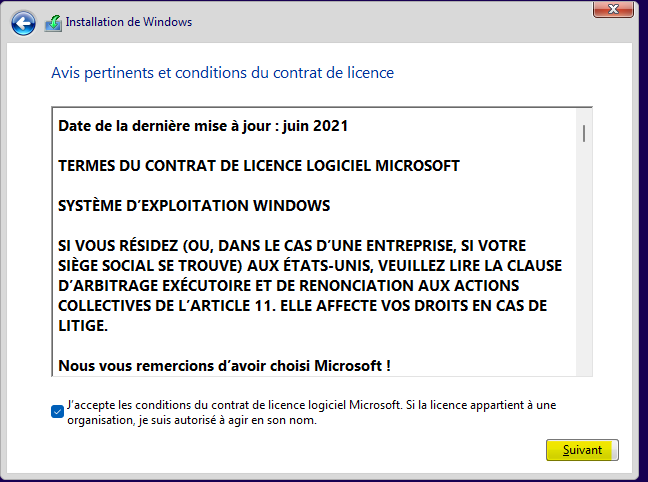 Installation de Windows
Avis pertinents et conditions du contrat de licence
Date de la dernière mise à jour : juin 2021
TERMES DU CONTRAT DE LICENCE LOGICIEL MICROSOFT
SYSTÈME D’EXPLOITATION WINDOWS
SI VOUS RÉSIDEZ (OU, DANS LE CAS D’UNE ENTREPRISE, SI VOTRE
SIÈGE SOCIAL SE TROUVE) AUX ÉTATS-UNIS, VEUILLEZ LIRE LA CLAUSE
D’ARBITRAGE EXÉCUTOIRE ET DE RENONCIATION AUX ACTIONS
COLLECTIVES DE L’ARTICLE 11. ELLE AFFECTE VOS DROITS EN CAS DE
LITIGE.
Nous vous remercions d’avoir choisi Microsoft !
J’accepte les conditions du contrat de licence logiciel Microsoft. Si la licence appartient à une
organisation, je suis autorisé à agir en son nom.
Suivant